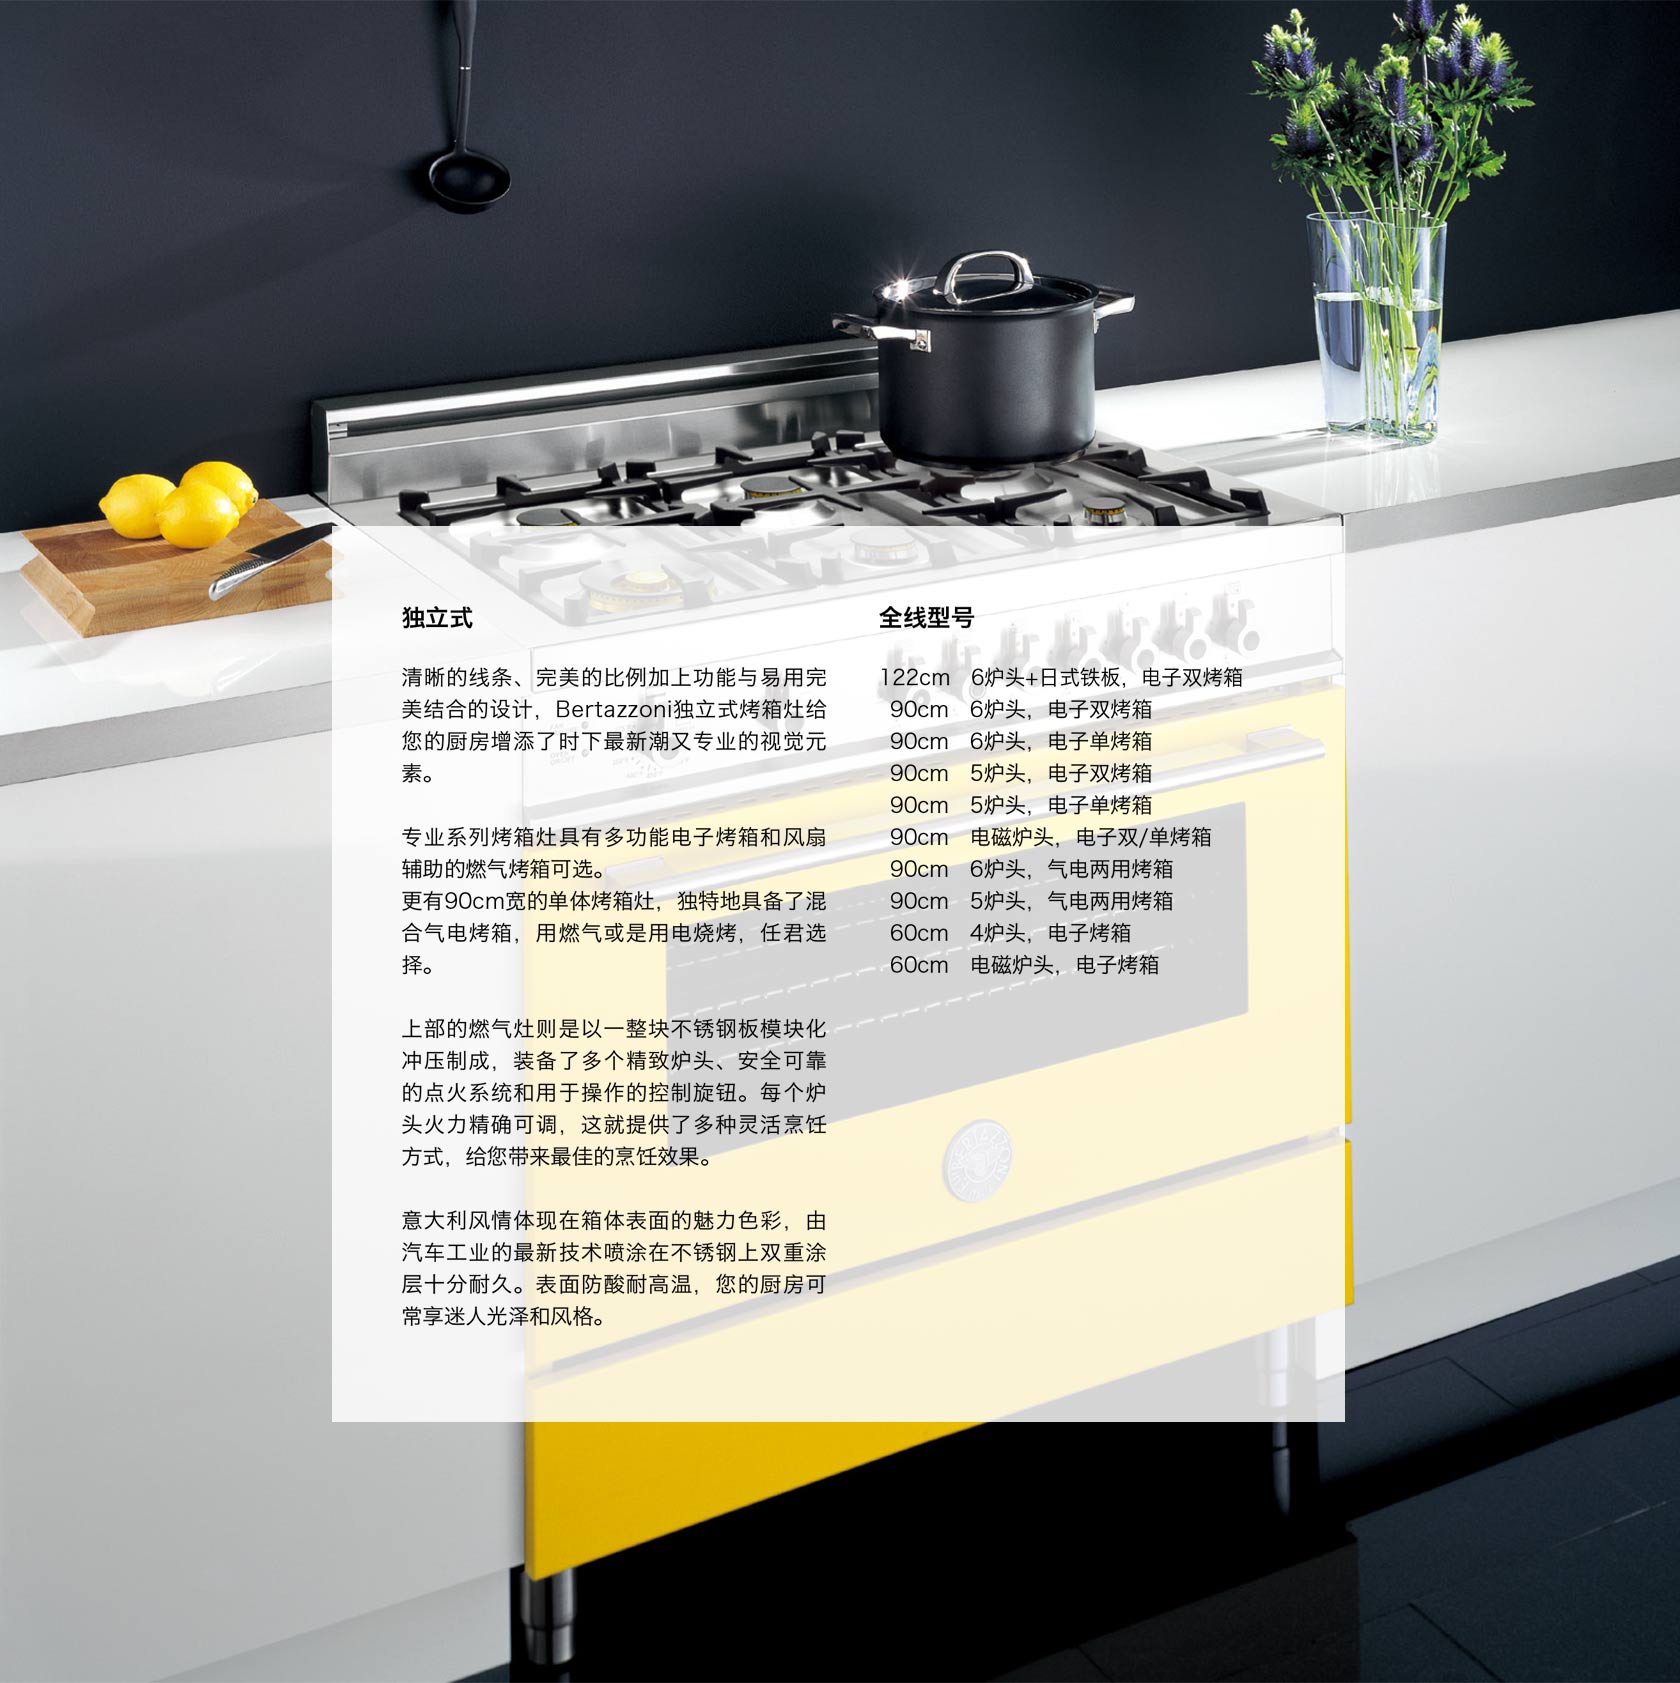 独立式
清晰的线条、完美的比例加上功能与易用完
美结合的设计，Bertazzoni独立式烤箱灶给
您的厨房增添了时下最新潮又专业的视觉元
素。
专业系列烤箱灶具有多功能电子烤箱和风扇
辅助的燃气烤箱可选。
更有90cm宽的单体烤箱灶，独特地具备了混
合气电烤箱，用燃气或是用电烧烤，任君选
择。
上部的燃气灶则是以一整块不锈钢板模块化
冲压制成，装备了多个精致炉头、安全可靠
的点火系统和用于操作的控制旋钮。每个炉
头火力精确可调，这就提供了多种灵活烹饪
方式，给您带来最佳的烹饪效果。
意大利风情体现在箱体表面的魅力色彩，由
汽车工业的最新技术喷涂在不锈钢上双重涂
层十分耐久。表面防酸耐高温，您的厨房可
常享迷人光泽和风格。
全线型号
122cm 6炉头+日式铁板，电子双烤箱
90cm 6炉头，电子双烤箱
90cm 6炉头，电子单烤箱
90cm 5炉头，电子双烤箱
90cm 5炉头，电子单烤箱
90cm 电磁炉头，电子双/单烤箱
90cm 6炉头，气电两用烤箱
90cm 5炉头，气电两用烤箱
60cm 4炉头，电子烤箱
60cm 电磁炉头，电子烤箱
BERTAZZONI